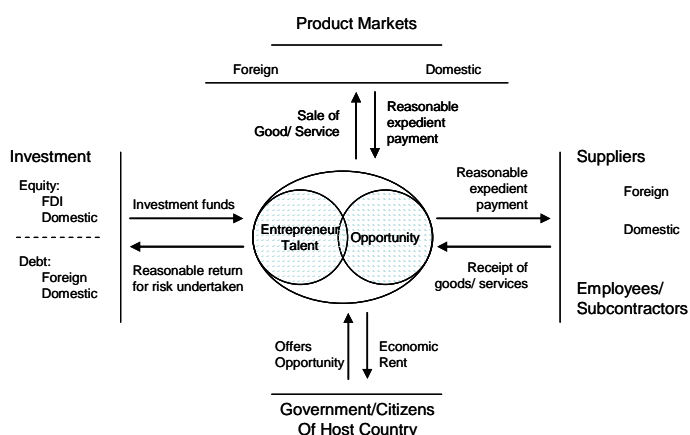 Product Markets
Foreign
Domestic
Sale of
Good/ Service
Reasonable
expedient
payment
Investment
Equity:
FDI
Domestic
Debt:
Foreign
Domestic
Investment funds
Reasonable return
for risk undertaken
Entrepreneur
Talent
Opportunity
Reasonable
expedient
payment
Receipt of
goods/ services
Suppliers
Foreign
Domestic
Employees/
Subcontractors
Offers
Opportunity
Economic
Rent
Government/Citizens
Of Host Country